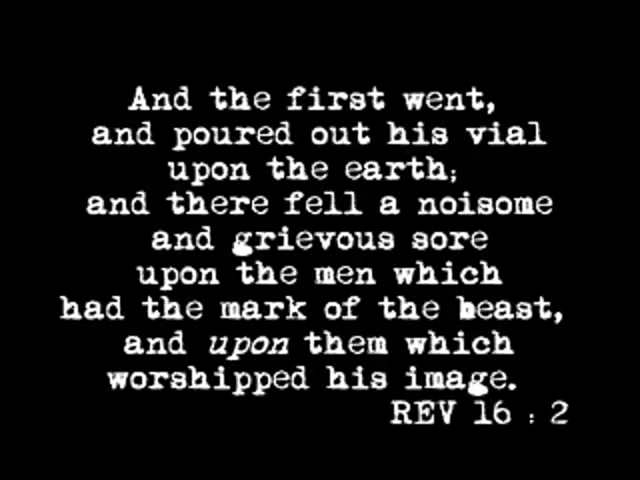 And the first went,
and poured out his vial
upon the earth;
and there fell a noisome
and grievous sore
upon the men which
had the mark of the beast,
and upon them which
worshipped his image.
REV 16 : 2